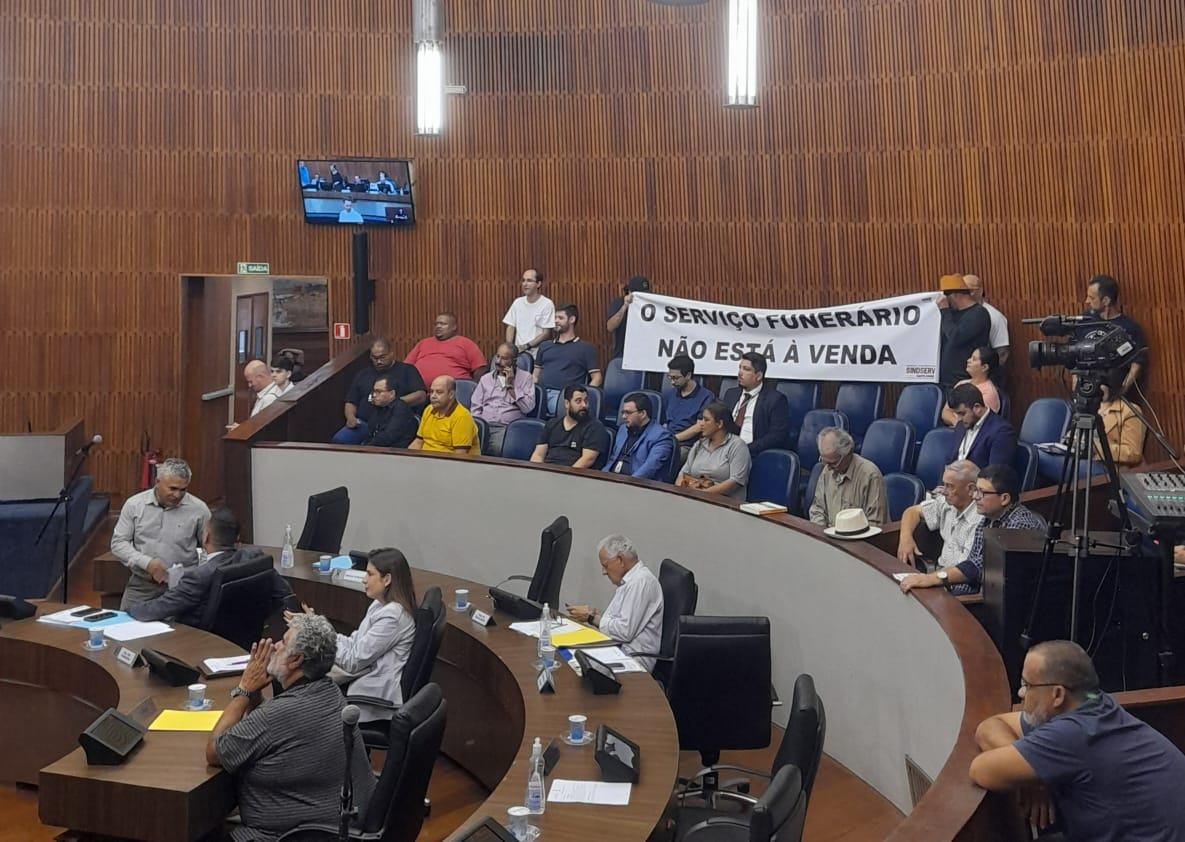 SAÍDA
O SERVIÇO FUNERÁRIO
NÃO ESTÁ À VENDA
SINDSERV